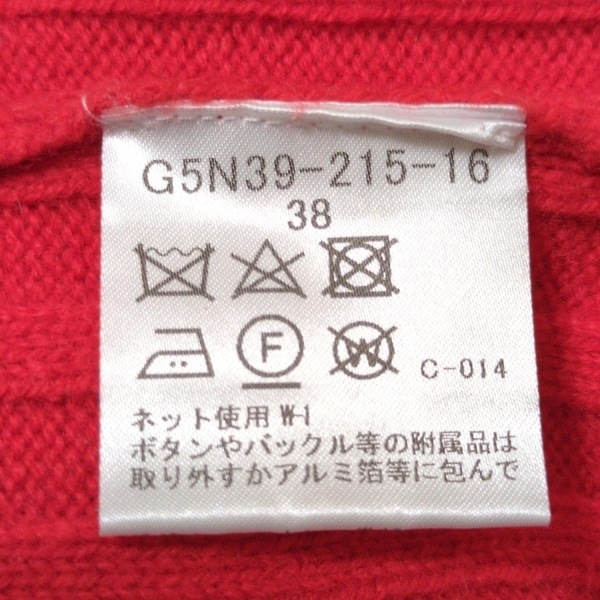 G5N39-215-16
38
F W C-014
ネット使用 W-1
ボタンやバックル等の附属品は
取り外すかアルミ箔等に包んで